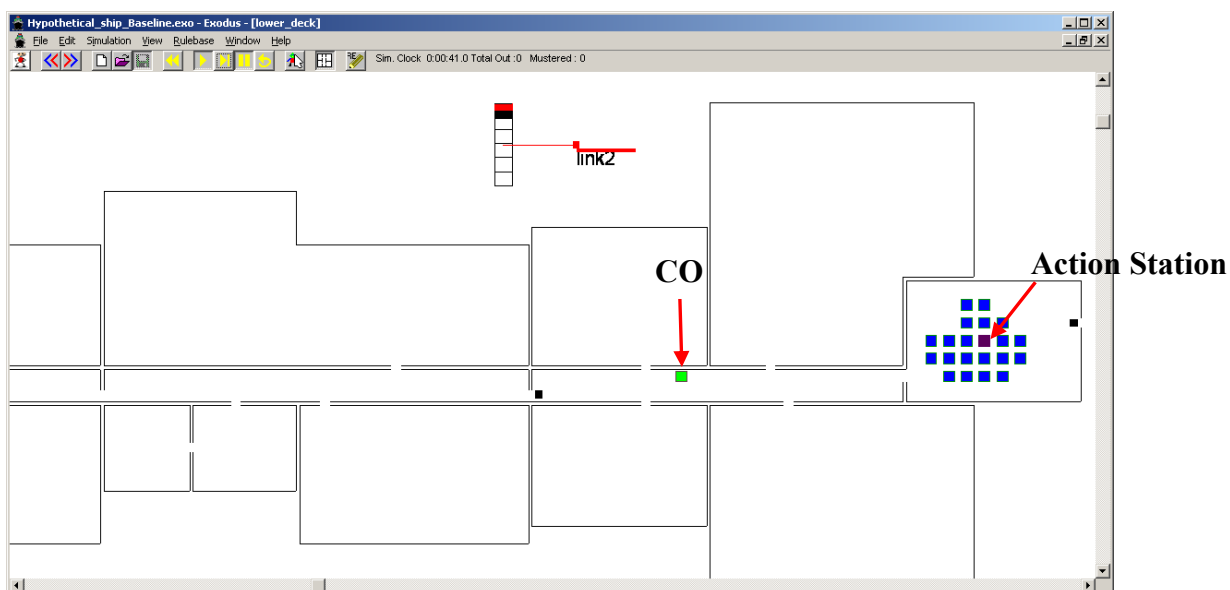 Hypothetical_ship_Baseline.exo - Exodus - [lower_deck]
File Edit Simulation View Rulebase Window Help
Sim. Clock 0:00:41.0 Total Out :0 Mustered : 0
link2
CO
Action Station